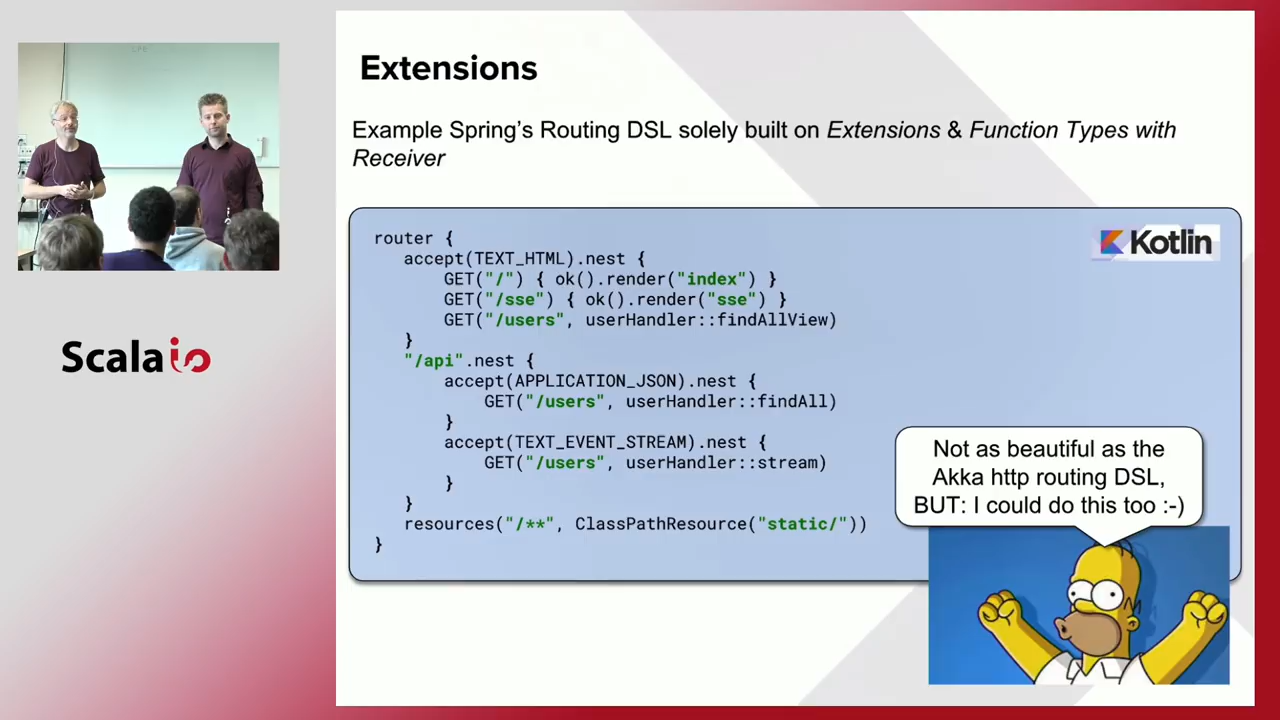 Extensions
Example Spring's Routing DSL solely built on Extensions & Function Types with
Receiver
Kotlin
router {
accept(TEXT_HTML).nest {
GET("/") { ok().render("index") }
GET("/sse") { ok().render("sse") }
GET("/users", userHandler::findAllView)
}
"/api".nest {
accept(APPLICATION_JSON).nest {
GET("/users", userHandler::findAll)
}
accept(TEXT_EVENT_STREAM).nest {
GET("/users", userHandler::stream)
}
}
resources("/**", ClassPathResource("static/"))
}
Not as beautiful as the
Akka http routing DSL,
BUT: I could do this too :-)
Scala io